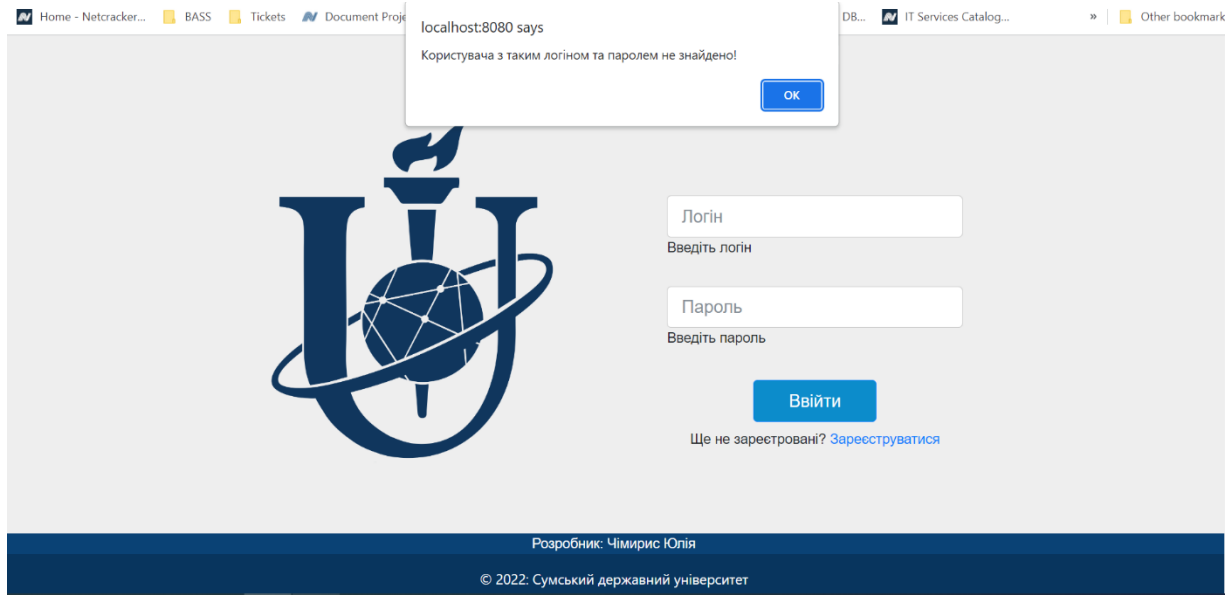 Home - Netcracker... BASS Tickets Document Proje DB... IT Services Catalog... » Other bookmark
localhost:8080 says
Користувача з таким логіном та паролем не знайдено!
OK
Логін
Введіть логін
Пароль
Введіть пароль
Ввійти
Ще не зареєстровані? Зареєструватися
Розробник: Чімирис Юлія
© 2022: Сумський державний університет